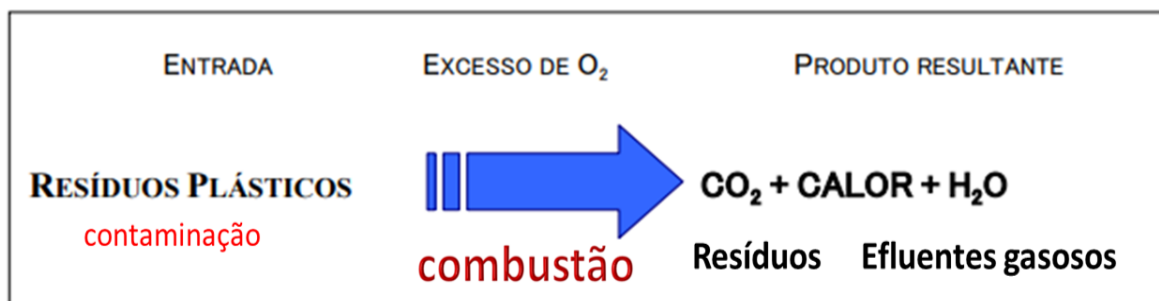 ENTRADA EXCESSO DE O₂ PRODUTO RESULTANTE
RESÍDUOS PLÁSTICOS CO₂ + CALOR + H₂O
contaminação
combustão Resíduos Efluentes gasosos